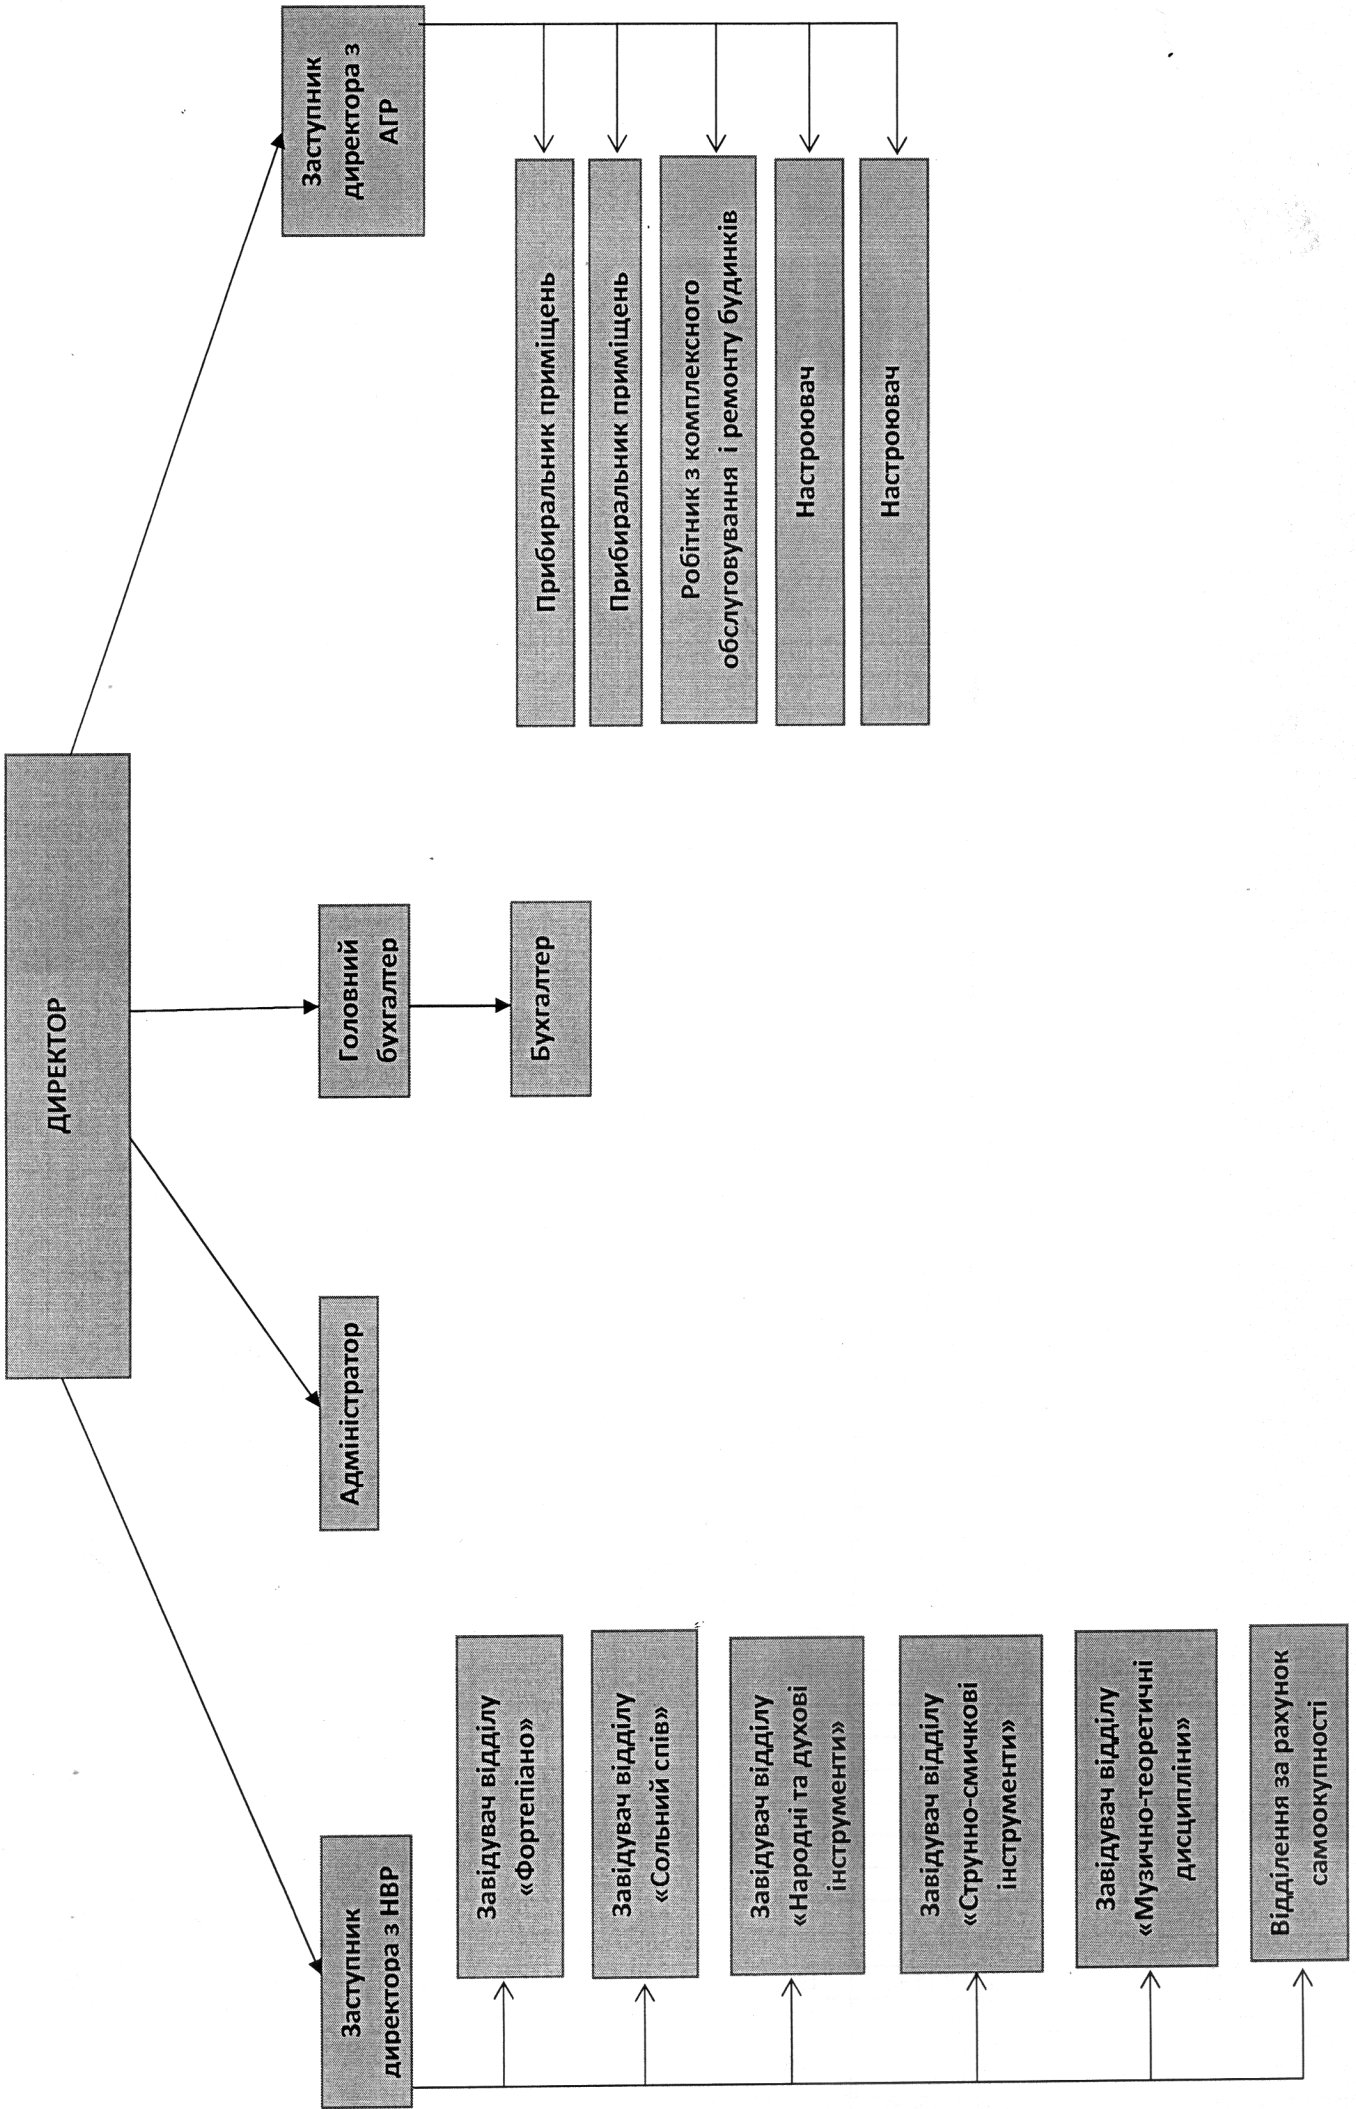 ДИРЕКТОР
Заступник
директора з НВР
Адміністратор
Головний
бухгалтер
Заступник
директора з
АГР
Завідувач відділу
«Фортепіано»
Завідувач відділу
«Сольний спів»
Завідувач відділу
«Народні та духові
інструменти»
Завідувач відділу
«Струнно-смичкові
інструменти»
Завідувач відділу
«Музично-теоретичні
дисципліни»
Відділення за рахунок
самоокупності
Бухгалтер
Прибиральник приміщень
Прибиральник приміщень
Робітник з комплексного
обслуговування і ремонту будинків
Настроювач
Настроювач